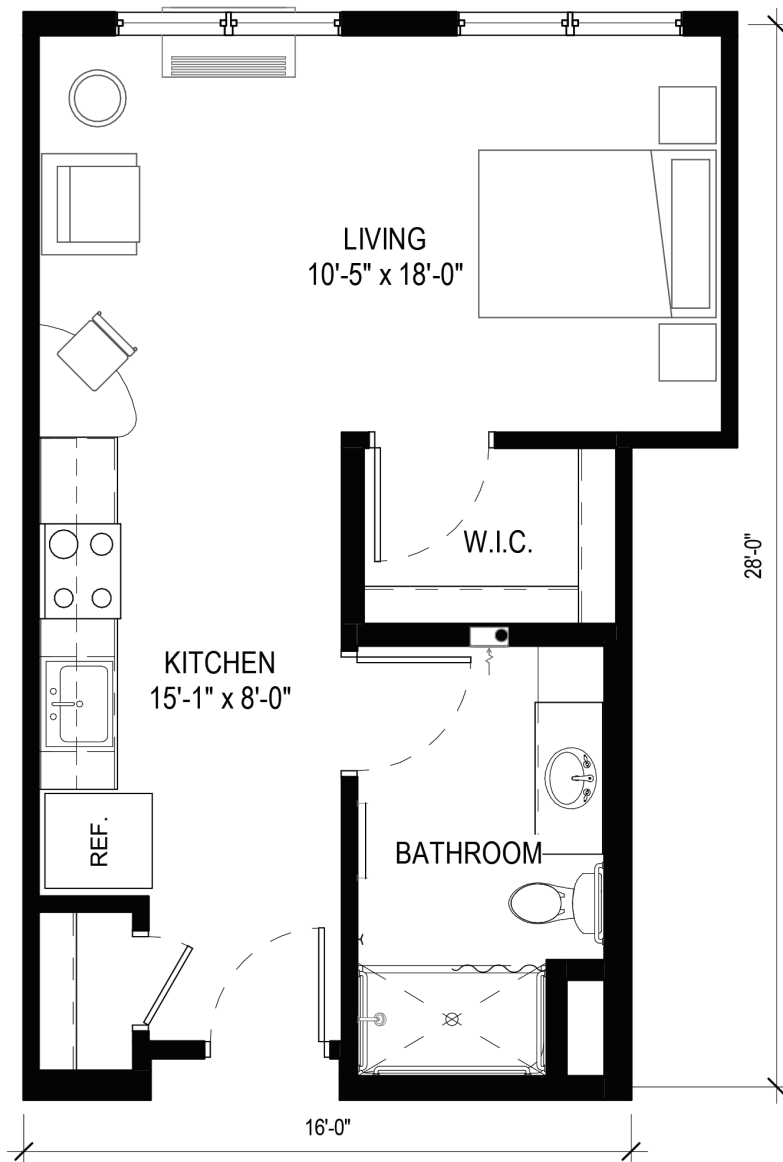 LIVING
10'-5" x 18'-0"
W.I.C.
28'-0"
KITCHEN
15'-1" x 8'-0"
REF.
BATHROOM
16'-0"